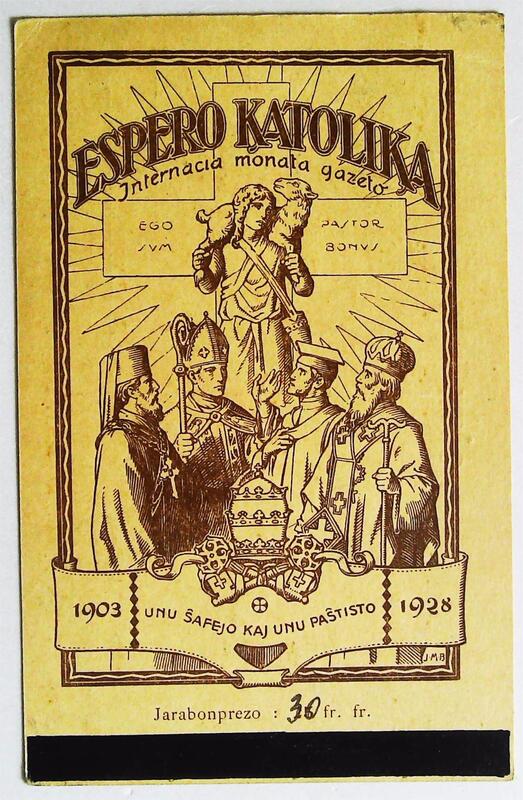 ESPERO KATOLIKA
Internacia monata gazeto
EGO PASTOR
SVM BONVS
1903 UNU ŜAFEJO KAJ UNU PAŜTISTO 1928
J·M·B
Jarabonprezo : 30 fr. fr.